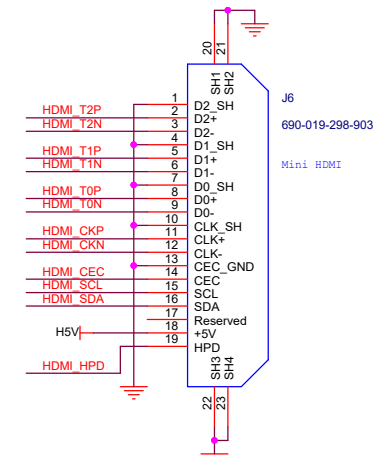 20
21
SH1
SH2
J6
690-019-298-903
Mini HDMI
1 D2_SH
HDMI_T2P 2 D2+
HDMI_T2N 3 D2-
4 D1_SH
HDMI_T1P 5 D1+
HDMI_T1N 6 D1-
7 D0_SH
HDMI_T0P 8 D0+
HDMI_T0N 9 D0-
10 CLK_SH
HDMI_CKP 11 CLK+
HDMI_CKN 12 CLK-
13 CEC_GND
HDMI_CEC 14 CEC
HDMI_SCL 15 SCL
HDMI_SDA 16 SDA
17 Reserved
H5V 18 +5V
19 HPD
HDMI_HPD
SH3
SH4
22
23